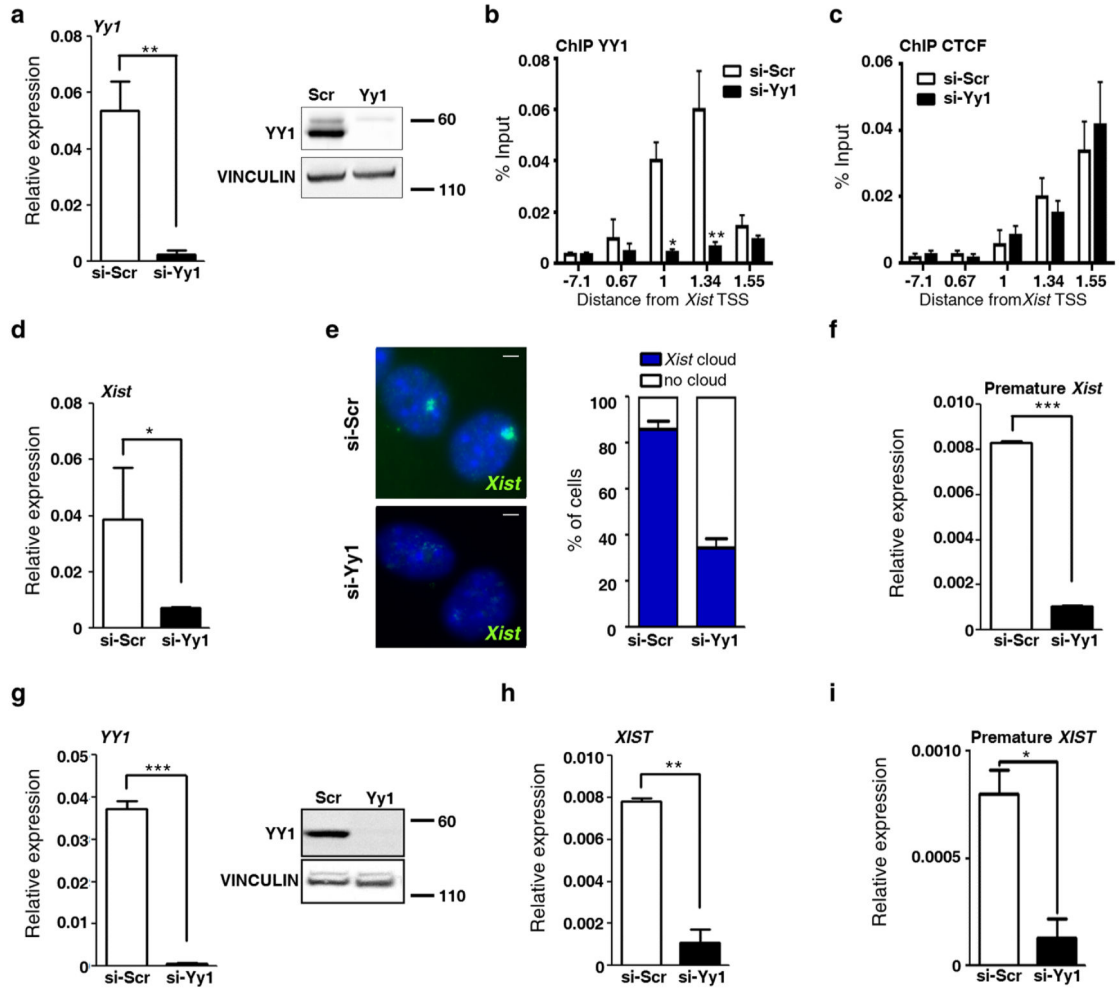 a
Yy1
Relative expression
0.08
0.06
0.04
0.02
0
**
si-Scr
si-Yy1
Scr
Yy1
YY1
60
VINCULIN
110
b
ChIP YY1
% Input
0.08
0.06
0.04
0.02
0
si-Scr
si-Yy1
*
**
-7.1
0.67
1
1.34
1.55
Distance from Xist TSS
c
ChIP CTCF
% Input
0.06
0.04
0.02
0
si-Scr
si-Yy1
-7.1
0.67
1
1.34
1.55
Distance fromXist TSS
d
Xist
Relative expression
0.08
0.06
0.04
0.02
0
*
si-Scr
si-Yy1
e
si-Scr
Xist
si-Yy1
Xist
Xist cloud
no cloud
% of cells
100
80
60
40
20
0
si-Scr
si-Yy1
f
Premature Xist
Relative expression
0.010
0.008
0.006
0.004
0.002
0
***
si-Scr
si-Yy1
g
YY1
Relative expression
0.05
0.04
0.03
0.02
0.01
0
***
si-Scr
si-Yy1
Scr
Yy1
YY1
60
VINCULIN
110
h
XIST
Relative expression
0.010
0.008
0.006
0.004
0.002
0
**
si-Scr
si-Yy1
i
Premature XIST
Relative expression
0.0010
0.0005
0
*
si-Scr
si-Yy1